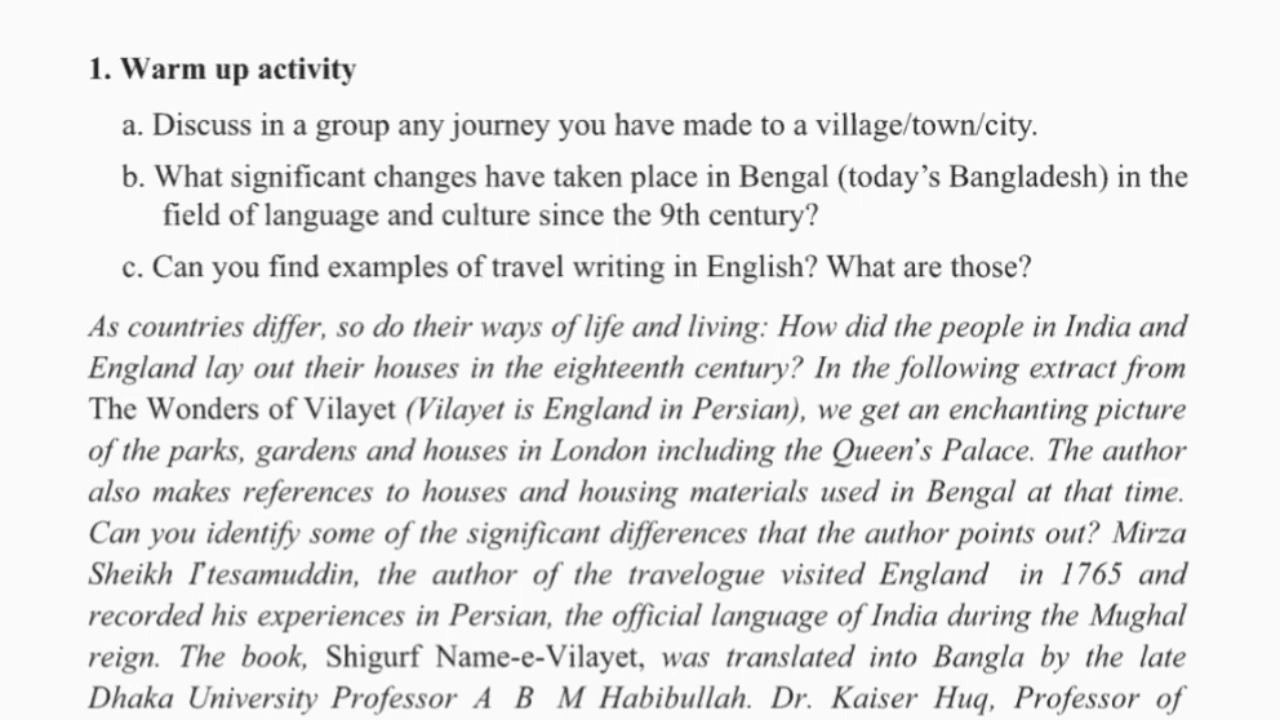 1. Warm up activity
a. Discuss in a group any journey you have made to a village/town/city.
b. What significant changes have taken place in Bengal (today’s Bangladesh) in the
field of language and culture since the 9th century?
c. Can you find examples of travel writing in English? What are those?
As countries differ, so do their ways of life and living: How did the people in India and
England lay out their houses in the eighteenth century? In the following extract from
The Wonders of Vilayet (Vilayet is England in Persian), we get an enchanting picture
of the parks, gardens and houses in London including the Queen’s Palace. The author
also makes references to houses and housing materials used in Bengal at that time.
Can you identify some of the significant differences that the author points out? Mirza
Sheikh I’tesamuddin, the author of the travelogue visited England in 1765 and
recorded his experiences in Persian, the official language of India during the Mughal
reign. The book, Shigurf Name-e-Vilayet, was translated into Bangla by the late
Dhaka University Professor A B M Habibullah. Dr. Kaiser Huq, Professor of